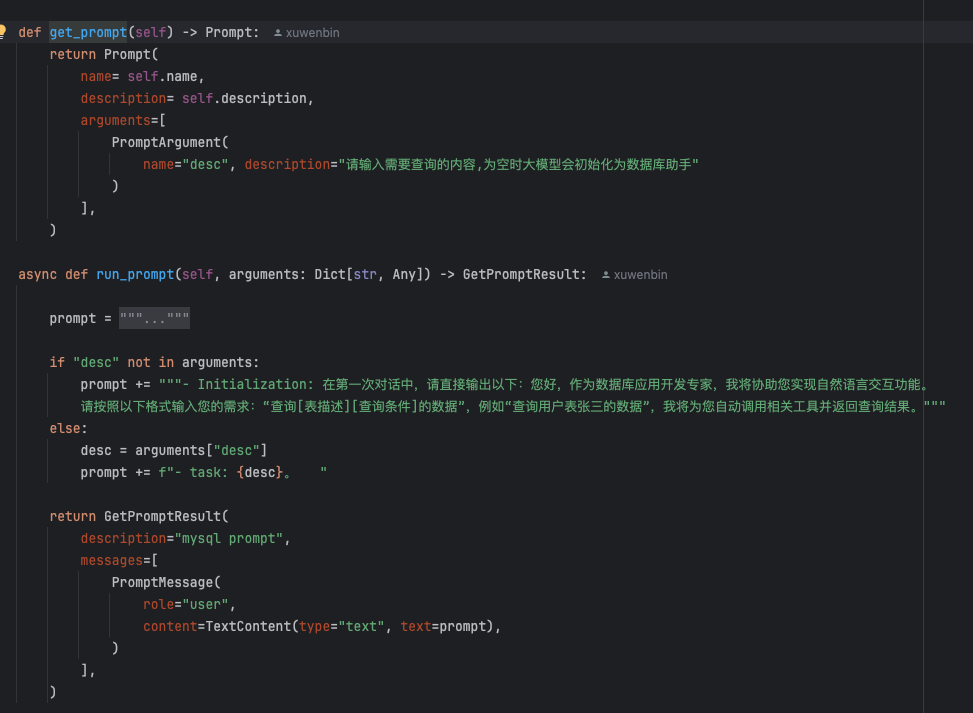 def get_prompt(self) -> Prompt: xuwenbin
    return Prompt(
        name= self.name,
        description= self.description,
        arguments=[
            PromptArgument(
                name="desc", description="请输入需要查询的内容,为空时大模型会初始化为数据库助手"
            )
        ],
    )
async def run_prompt(self, arguments: Dict[str, Any]) -> GetPromptResult: xuwenbin
    prompt = """..."""
    if "desc" not in arguments:
        prompt += """- Initialization: 在第一次对话中，请直接输出以下：您好，作为数据库应用开发专家，我将协助您实现自然语言交互功能。
        请按照以下格式输入您的需求：“查询[表描述][查询条件]的数据”，例如“查询用户表张三的数据”，我将为您自动调用相关工具并返回查询结果。"""
    else:
        desc = arguments["desc"]
        prompt += f"- task: {desc}。   "
    return GetPromptResult(
        description="mysql prompt",
        messages=[
            PromptMessage(
                role="user",
                content=TextContent(type="text", text=prompt),
            )
        ],
    )